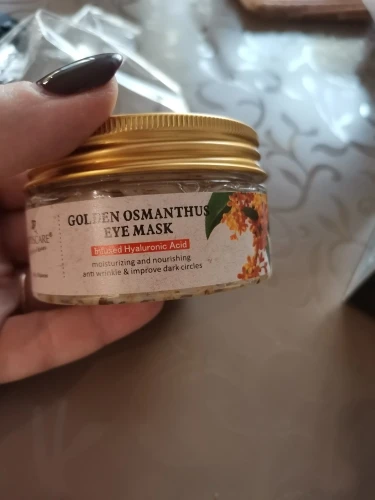 GOLDEN OSMANTHUS
EYE MASK
Infused Hyaluronic Acid
moisturizing and nourishing
anti wrinkle & improve dark circles